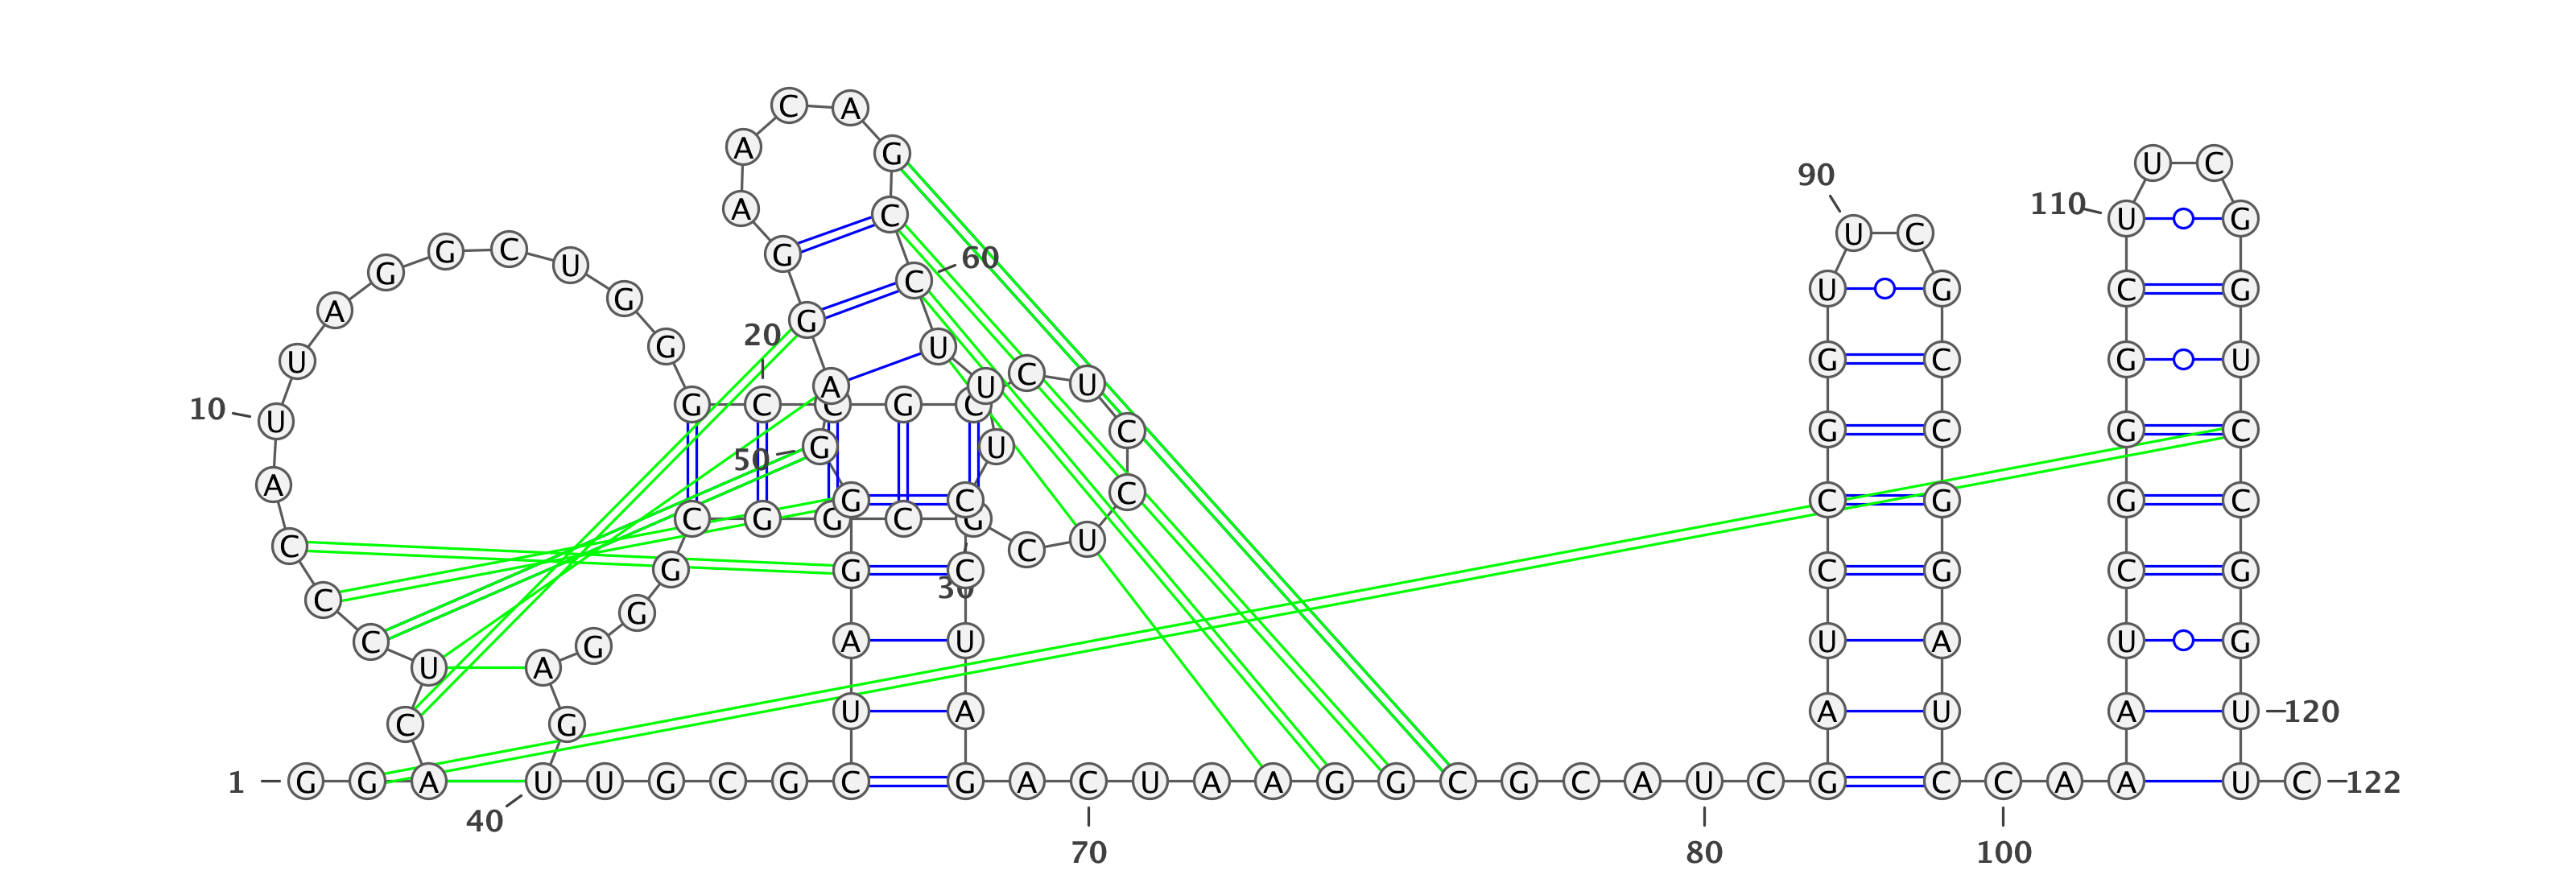 C A
U C
A G
90
A C 110 U G
U C
G C U G 60
G C U G C G
A G
20 G
U G U G C G U
A U C U
10 G C C G C
U C G C G C
50 G U
A G C C C G G C
C G G C G
C C U
G G C C G C G
30
C G
C G A U U A U G
U A
C G U A A U A U 120
1 G G A U U G C G C G A C U A A G G C G C A U C G C C A A U C 122
40
70 80 100